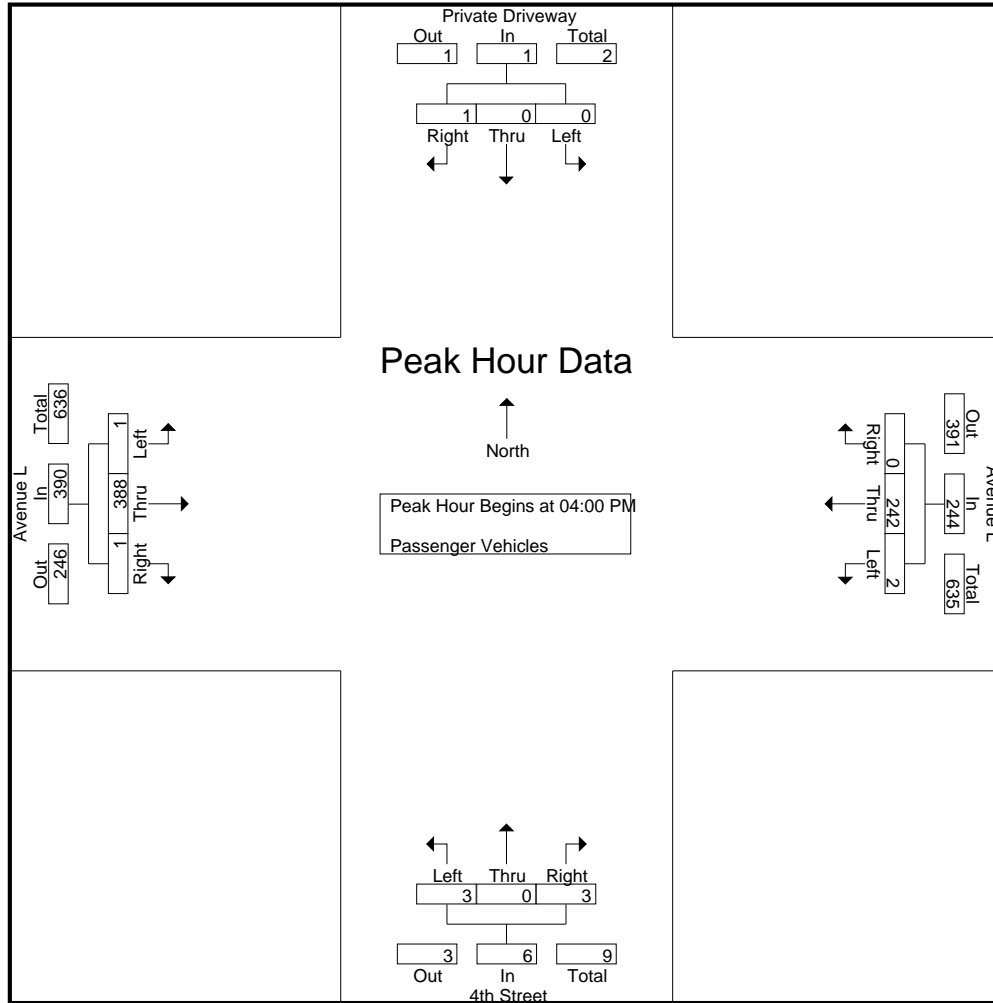 Private Driveway
Out In Total
1 1 2
1 0 0
Right Thru Left
Peak Hour Data
North
Peak Hour Begins at 04:00 PM
Passenger Vehicles
Avenue L
Total In Out
636 390 246
1 388 1
Left Thru Right
Right Thru Left
0 242 2
391 244 635
Out In Total
Avenue L
Left Thru Right
3 0 3
3 6 9
Out In Total
4th Street